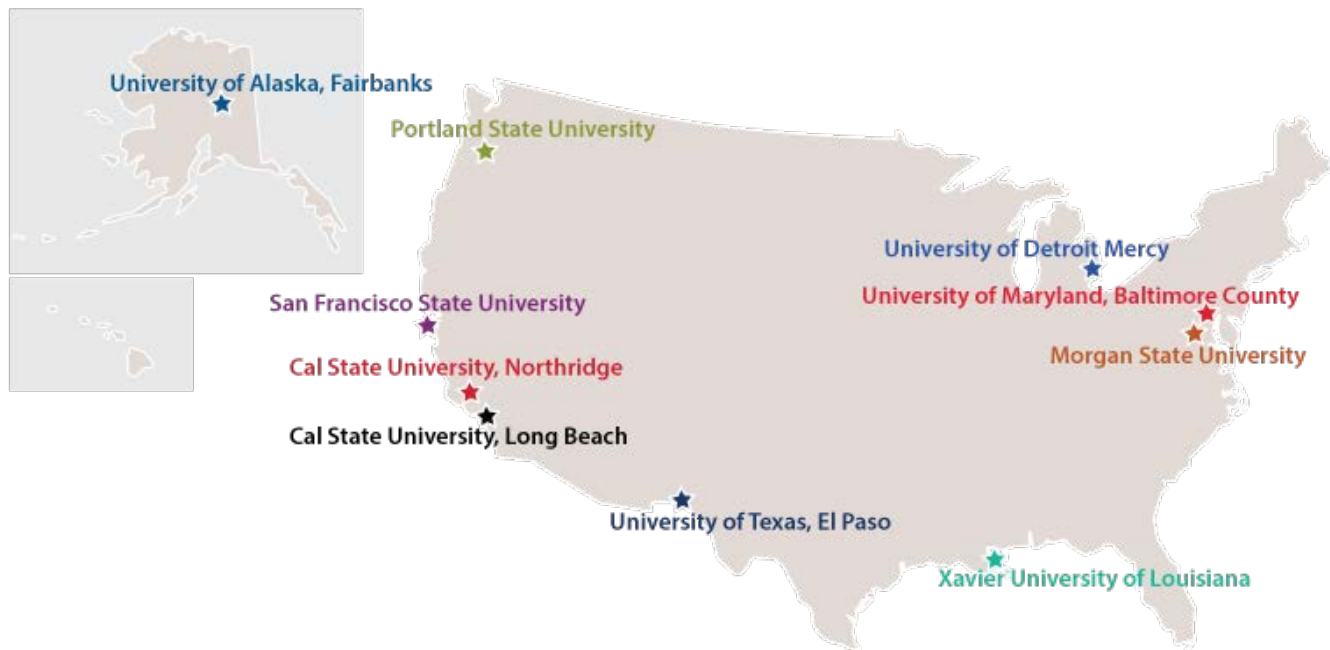 University of Alaska, Fairbanks
Portland State University
University of Detroit Mercy
University of Maryland, Baltimore County
San Francisco State University
Morgan State University
Cal State University, Northridge
Cal State University, Long Beach
University of Texas, El Paso
Xavier University of Louisiana